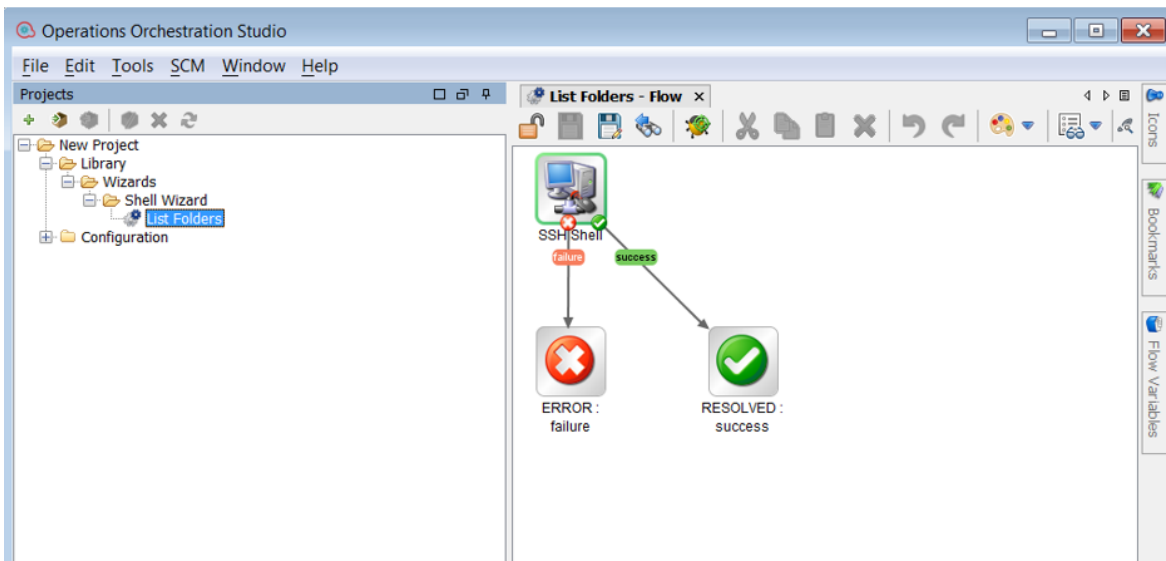 Operations Orchestration Studio
File Edit Tools SCM Window Help
Projects
New Project
Library
Wizards
Shell Wizard
List Folders
Configuration
List Folders - Flow
SSH Shell
failure
success
ERROR :
failure
RESOLVED :
success
Icons
Bookmarks
Flow Variables